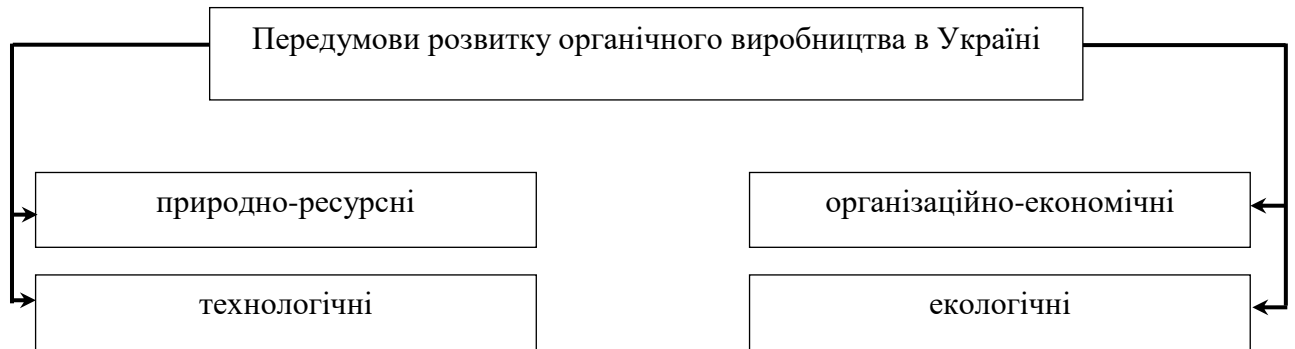 Передумови розвитку органічного виробництва в Україні
природно-ресурсні
організаційно-економічні
технологічні
екологічні